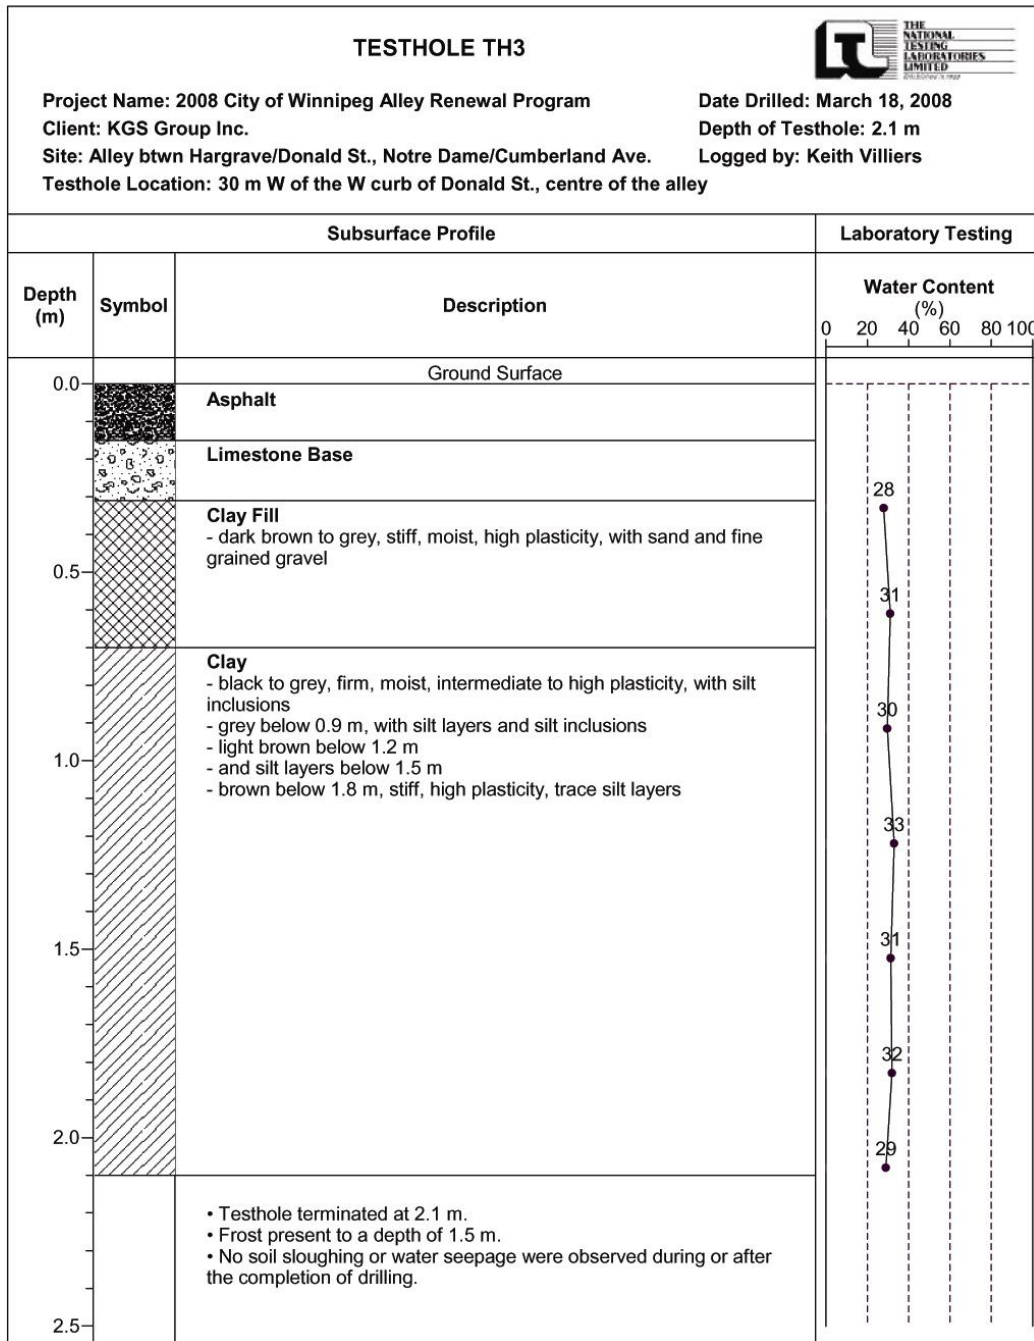 TESTHOLE TH3
THE
NATIONAL
TESTING
LABORATORIES
LIMITED
Project Name: 2008 City of Winnipeg Alley Renewal Program
Date Drilled: March 18, 2008
Client: KGS Group Inc.
Depth of Testhole: 2.1 m
Site: Alley btwn Hargrave/Donald St., Notre Dame/Cumberland Ave.
Logged by: Keith Villiers
Testhole Location: 30 m W of the W curb of Donald St., centre of the alley
Subsurface Profile
Laboratory Testing
Depth
(m)
Symbol
Description
Water Content
(%)
0 20 40 60 80 100
Ground Surface
0.0
Asphalt
Limestone Base
Clay Fill
- dark brown to grey, stiff, moist, high plasticity, with sand and fine
grained gravel
28
0.5
31
Clay
- black to grey, firm, moist, intermediate to high plasticity, with silt
inclusions
- grey below 0.9 m, with silt layers and silt inclusions
- light brown below 1.2 m
- and silt layers below 1.5 m
- brown below 1.8 m, stiff, high plasticity, trace silt layers
30
1.0
33
1.5
31
32
2.0
29
• Testhole terminated at 2.1 m.
• Frost present to a depth of 1.5 m.
• No soil sloughing or water seepage were observed during or after
the completion of drilling.
2.5